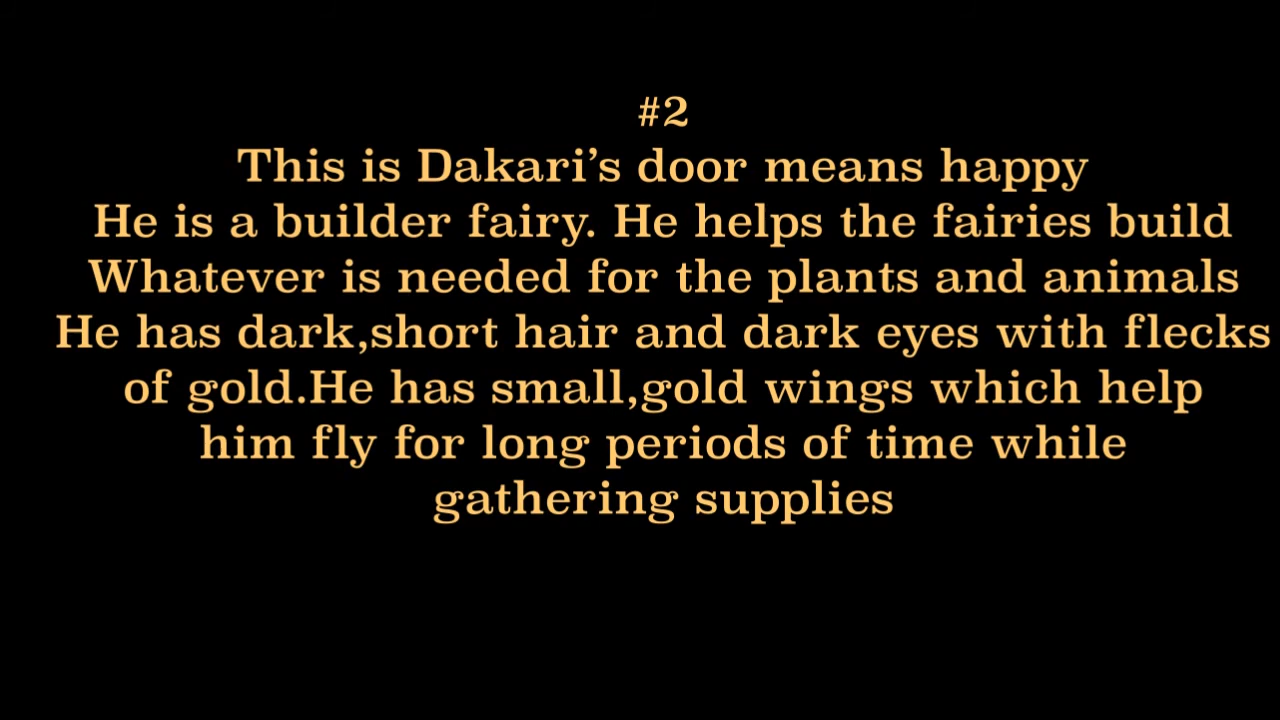 #2
This is Dakari’s door means happy
He is a builder fairy. He helps the fairies build
Whatever is needed for the plants and animals
He has dark,short hair and dark eyes with flecks
of gold.He has small,gold wings which help
him fly for long periods of time while
gathering supplies